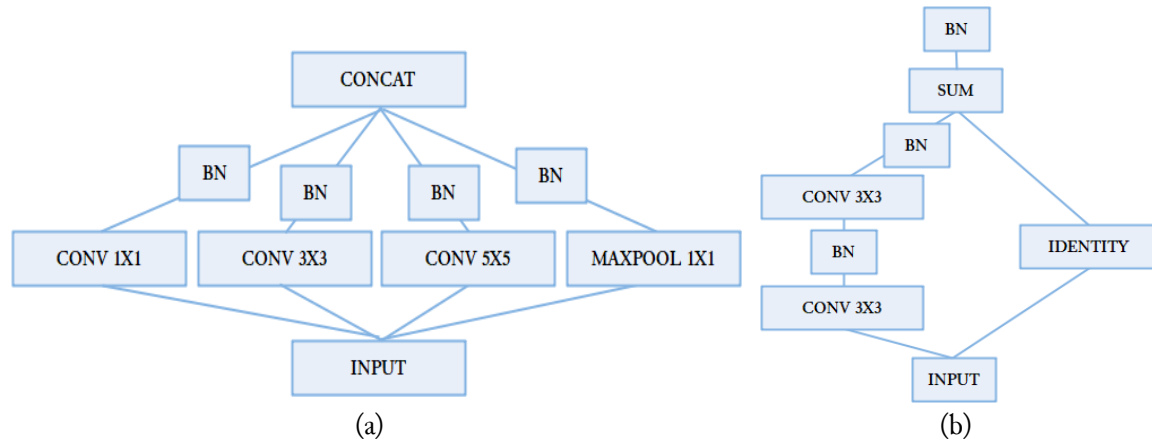 CONCAT
BN
BN
BN
BN
CONV 1X1
CONV 3X3
CONV 5X5
MAXPOOL 1X1
INPUT
(a)
BN
SUM
BN
CONV 3X3
BN
IDENTITY
CONV 3X3
INPUT
(b)